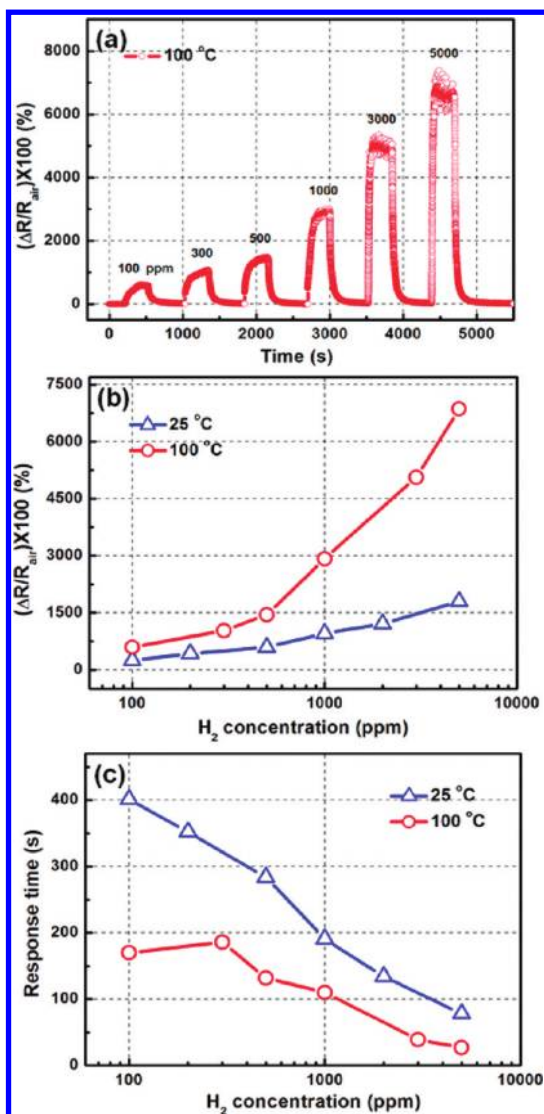 (a)
100 °C
5000
3000
1000
500
300
100 ppm
8000
6000
4000
2000
0
(ΔR/Rair)X100 (%)
0 1000 2000 3000 4000 5000
Time (s)
(b)
25 °C
100 °C
7500
6000
4500
3000
1500
0
(ΔR/Rair)X100 (%)
100 1000 10000
H2 concentration (ppm)
(c)
25 °C
100 °C
400
300
200
100
0
Response time (s)
100 1000 10000
H2 concentration (ppm)